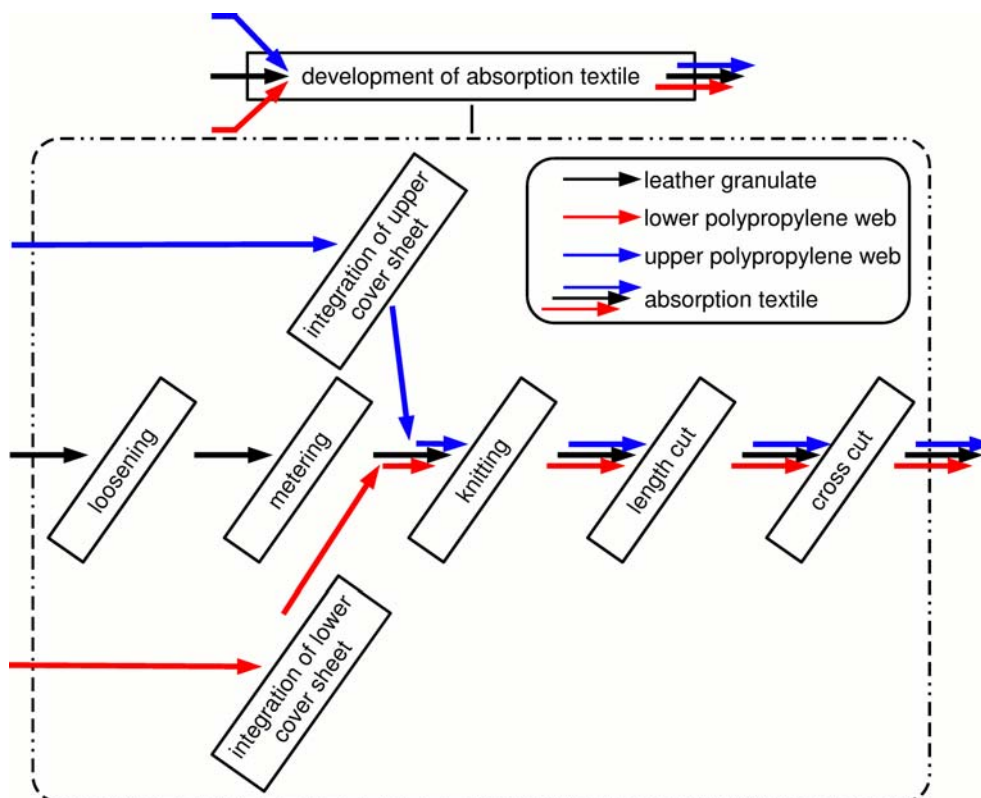 development of absorption textile
leather granulate
lower polypropylene web
upper polypropylene web
absorption textile
integration of upper
cover sheet
loosening
metering
knitting
length cut
cross cut
integration of lower
cover sheet